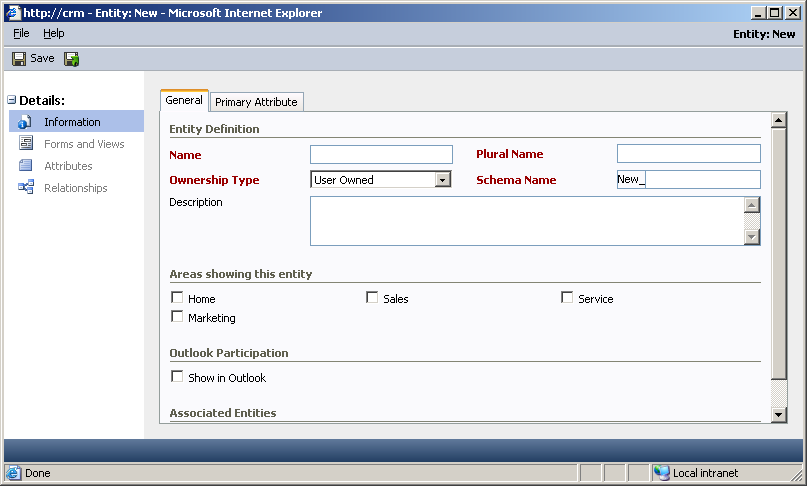 http://crm - Entity: New - Microsoft Internet Explorer
File Help Entity: New
Save
Details:
Information
Forms and Views
Attributes
Relationships
General Primary Attribute
Entity Definition
Name Plural Name
Ownership Type User Owned Schema Name New_
Description
Areas showing this entity
Home Sales Service
Marketing
Outlook Participation
Show in Outlook
Associated Entities
Done Local intranet